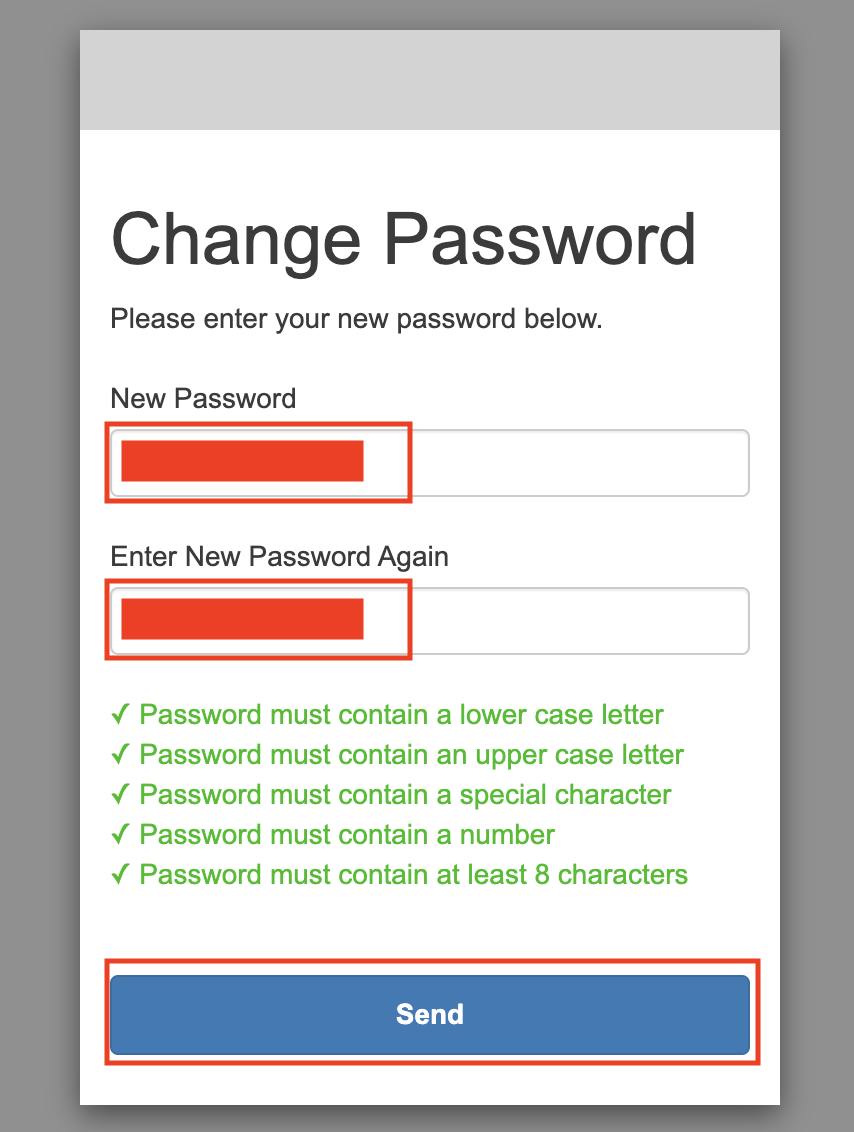 Change Password
Please enter your new password below.
New Password
Enter New Password Again
✓ Password must contain a lower case letter
✓ Password must contain an upper case letter
✓ Password must contain a special character
✓ Password must contain a number
✓ Password must contain at least 8 characters
Send